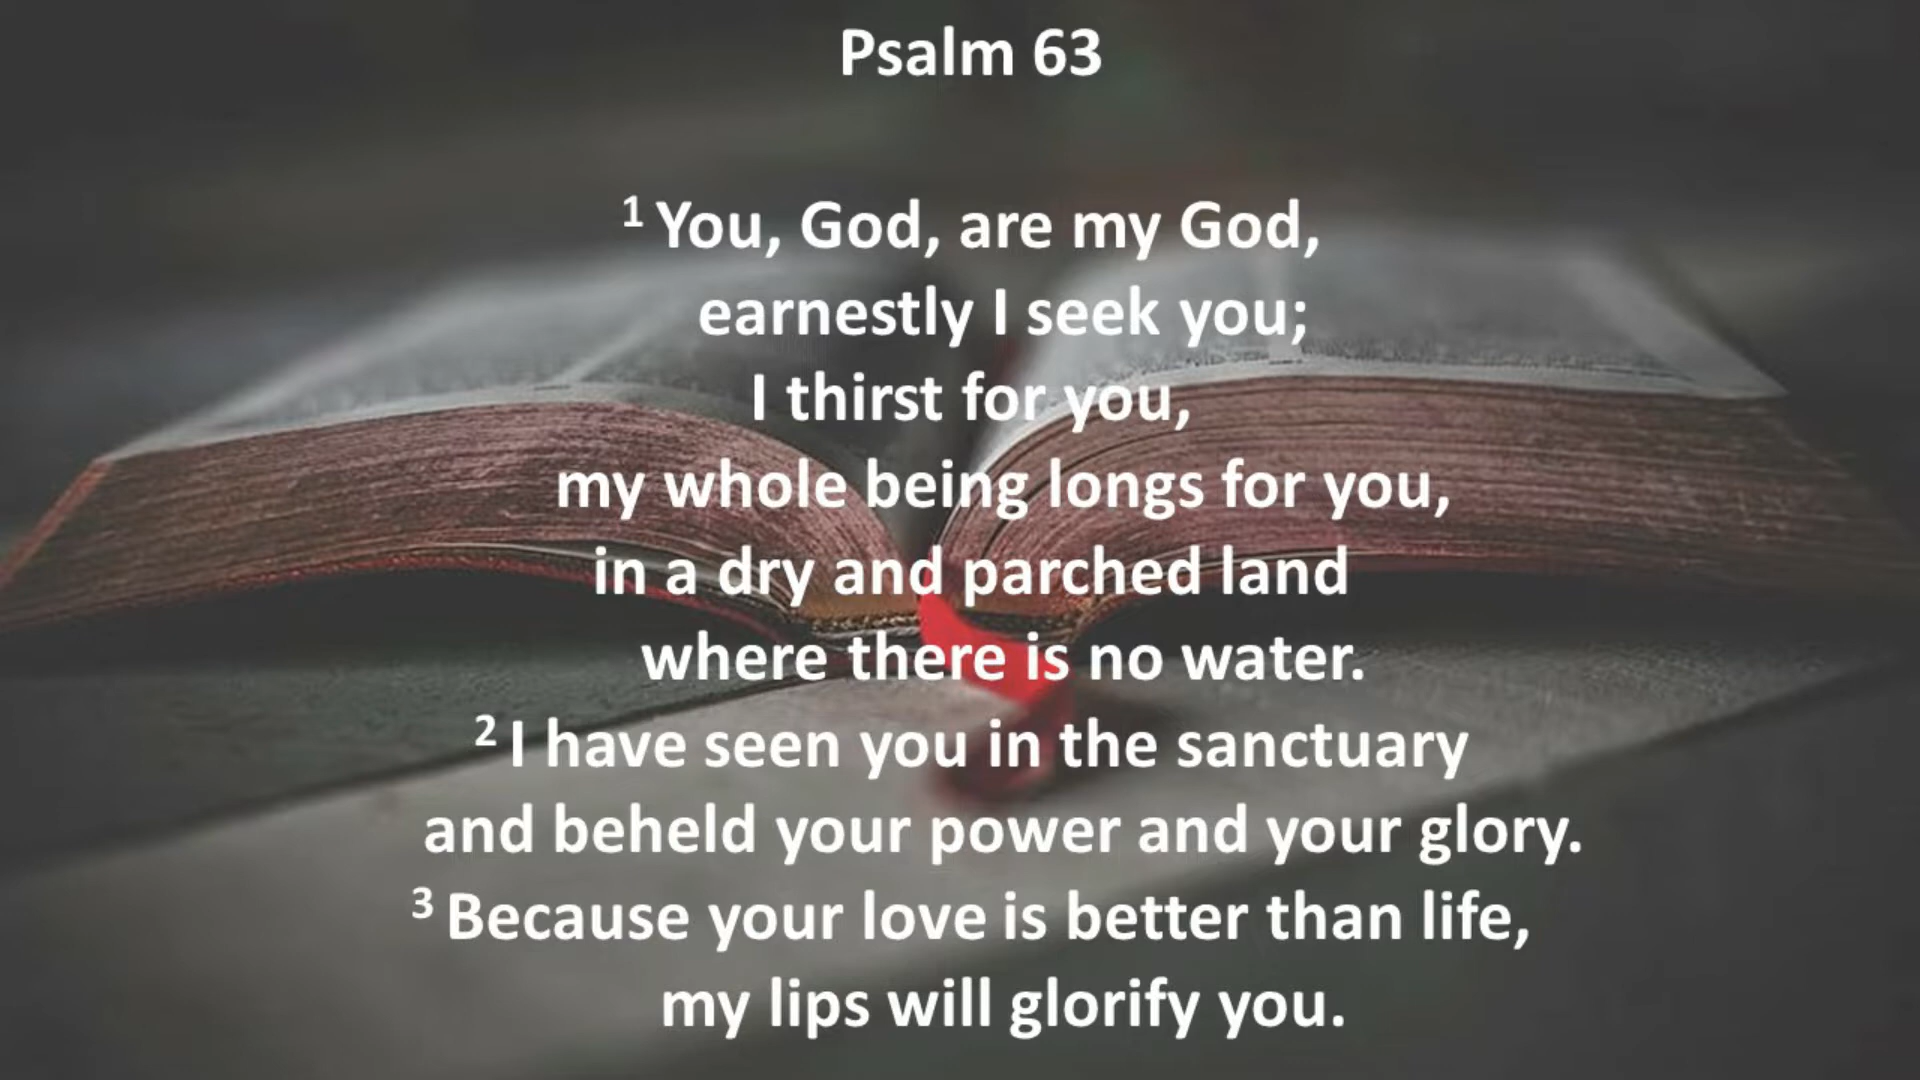 Psalm 63
1 You, God, are my God,
earnestly I seek you;
I thirst for you,
my whole being longs for you,
in a dry and parched land
where there is no water.
2 I have seen you in the sanctuary
and beheld your power and your glory.
3 Because your love is better than life,
my lips will glorify you.